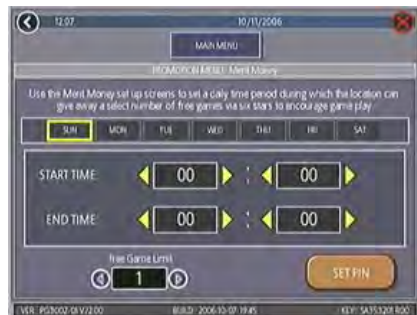 12:07 10/11/2006
MAIN MENU
PROMOTION MENU: Merit Money
Use the Merit Money set up screens to set a daily time period during which the location can
give away a select number of free games via six stars to encourage game play
SUN MON TUE WED THU FRI SAT
START TIME 00 : 00
END TIME 00 : 00
Free Game Limit
1
SET PIN
VER: PG3002-01V2200 BUILD: 2006-10-07 19:45